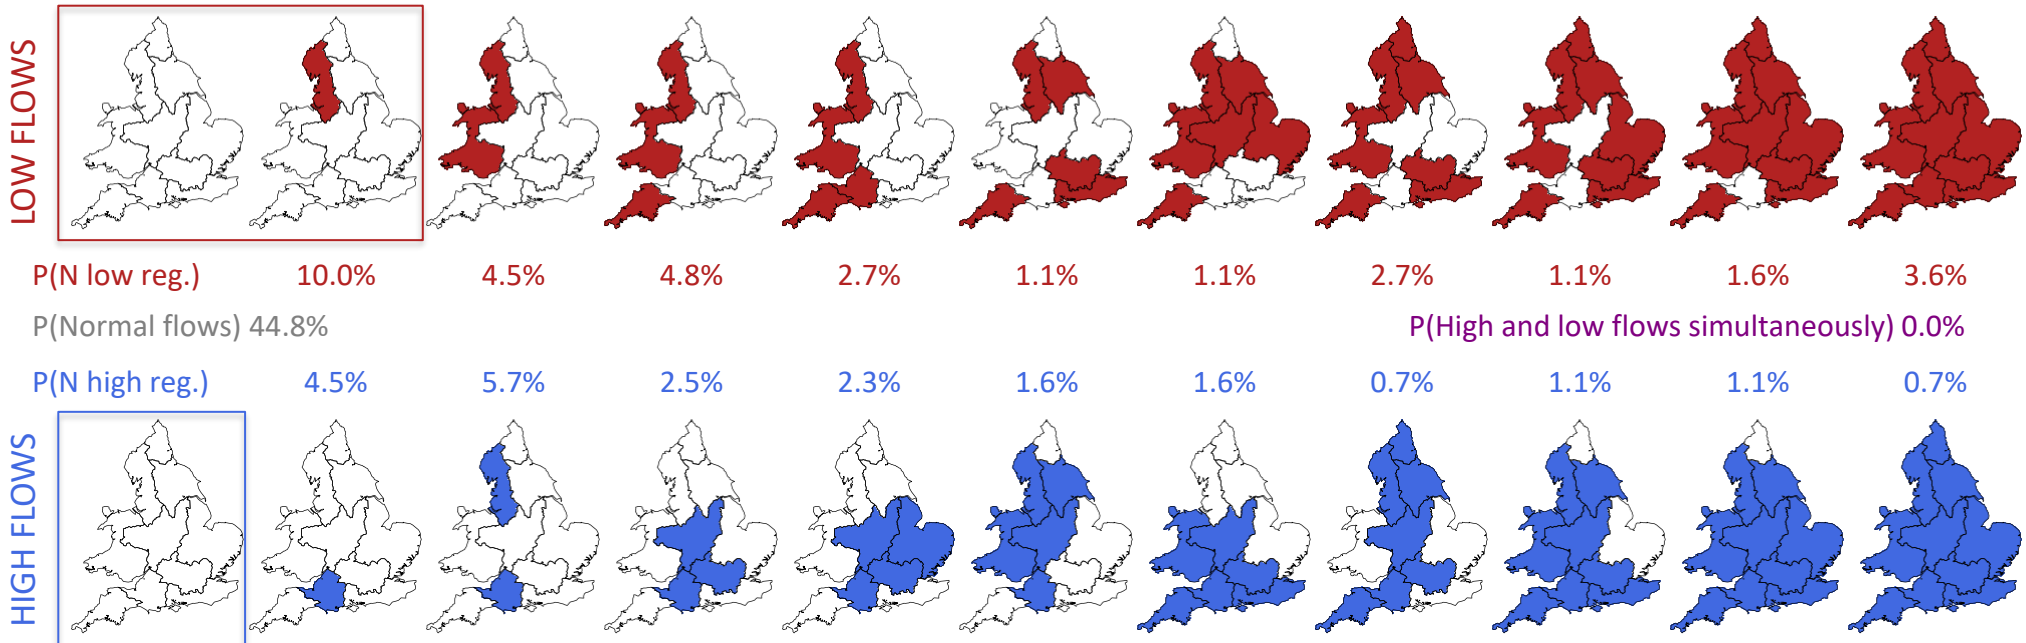 LOW FLOWS
P(N low reg.) 10.0% 4.5% 4.8% 2.7% 1.1% 1.1% 2.7% 1.1% 1.6% 3.6%
P(Normal flows) 44.8% P(High and low flows simultaneously) 0.0%
P(N high reg.) 4.5% 5.7% 2.5% 2.3% 1.6% 1.6% 0.7% 1.1% 1.1% 0.7%
HIGH FLOWS